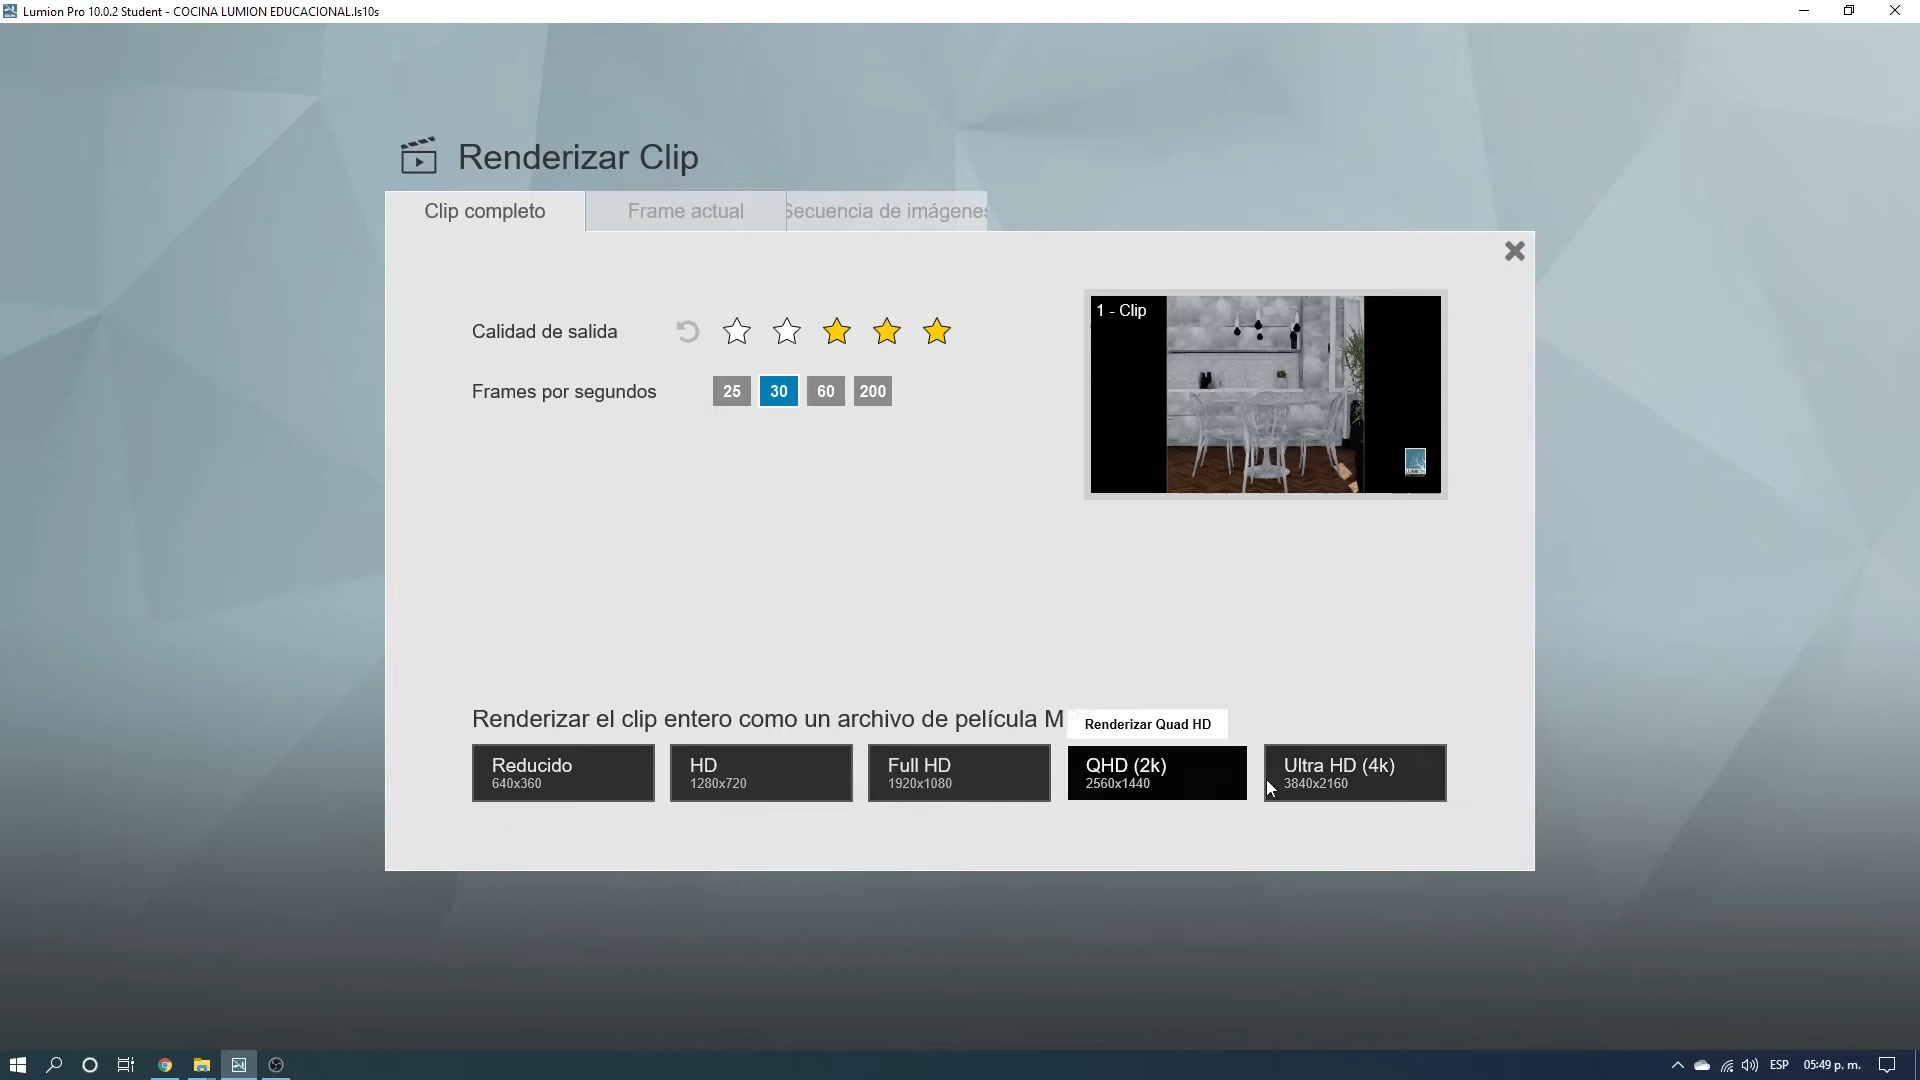 Lumion Pro 10.0.2 Student - COCINA LUMION EDUCACIONAL.ls10s
Renderizar Clip
Clip completo
Frame actual
Secuencia de imágenes
1 - Clip
Calidad de salida
Frames por segundos
25
30
60
200
Renderizar el clip entero como un archivo de película M
Renderizar Quad HD
Reducido
640x360
HD
1280x720
Full HD
1920x1080
QHD (2k)
2560x1440
Ultra HD (4k)
3840x2160
ESP
05:49 p. m.